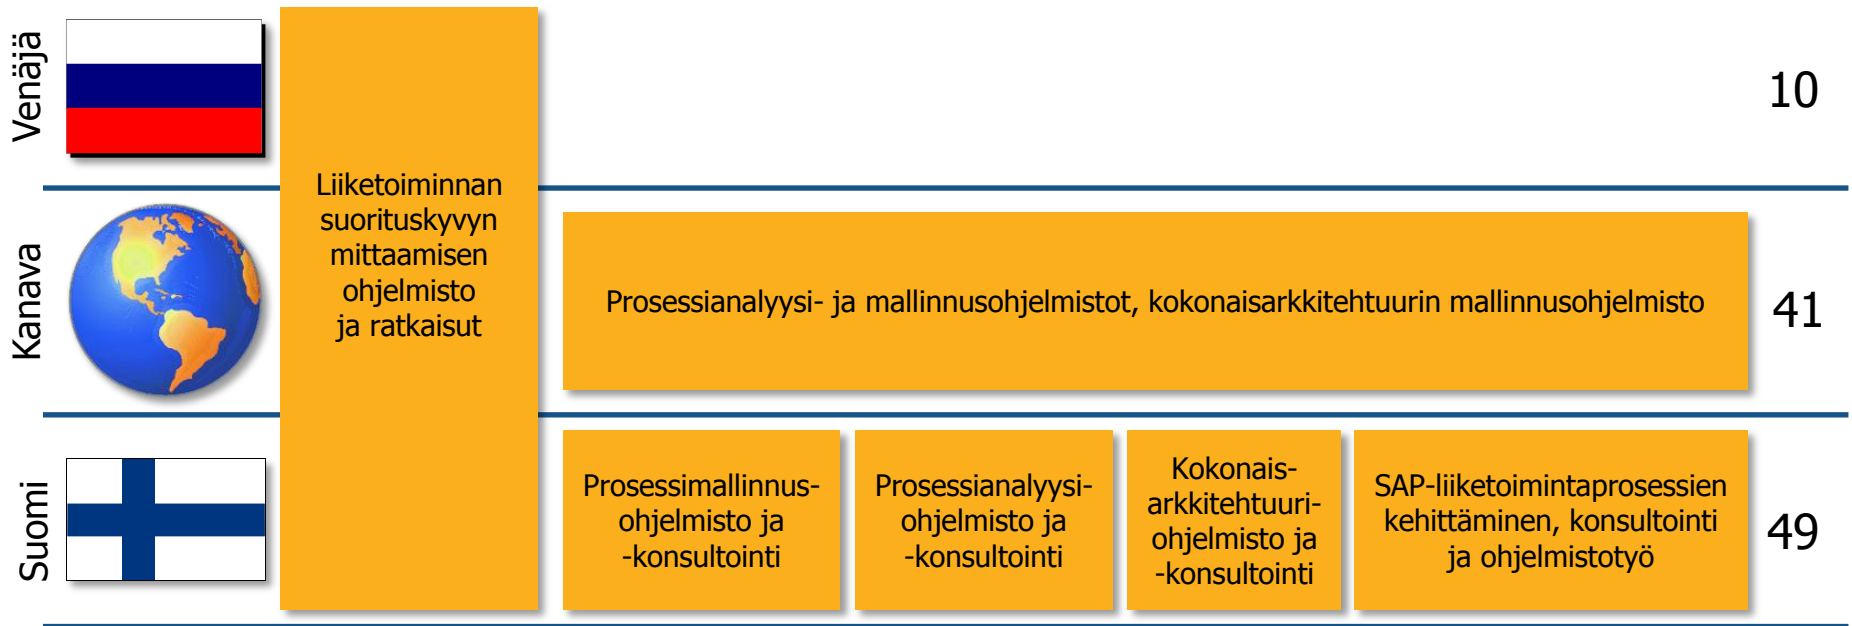 Venäjä
10
Liiketoiminnan
suorituskyvyn
mittaamisen
ohjelmisto
ja ratkaisut
Kanava
Prosessianalyysi- ja mallinnusohjelmistot, kokonaisarkkitehtuurin mallinnusohjelmisto
41
Suomi
Prosessimallinnus-
ohjelmisto ja
-konsultointi
Prosessianalyysi-
ohjelmisto ja
-konsultointi
Kokonais-
arkkitehtuuri-
ohjelmisto ja
-konsultointi
SAP-liiketoimintaprosessien
kehittäminen, konsultointi
ja ohjelmistotyö
49